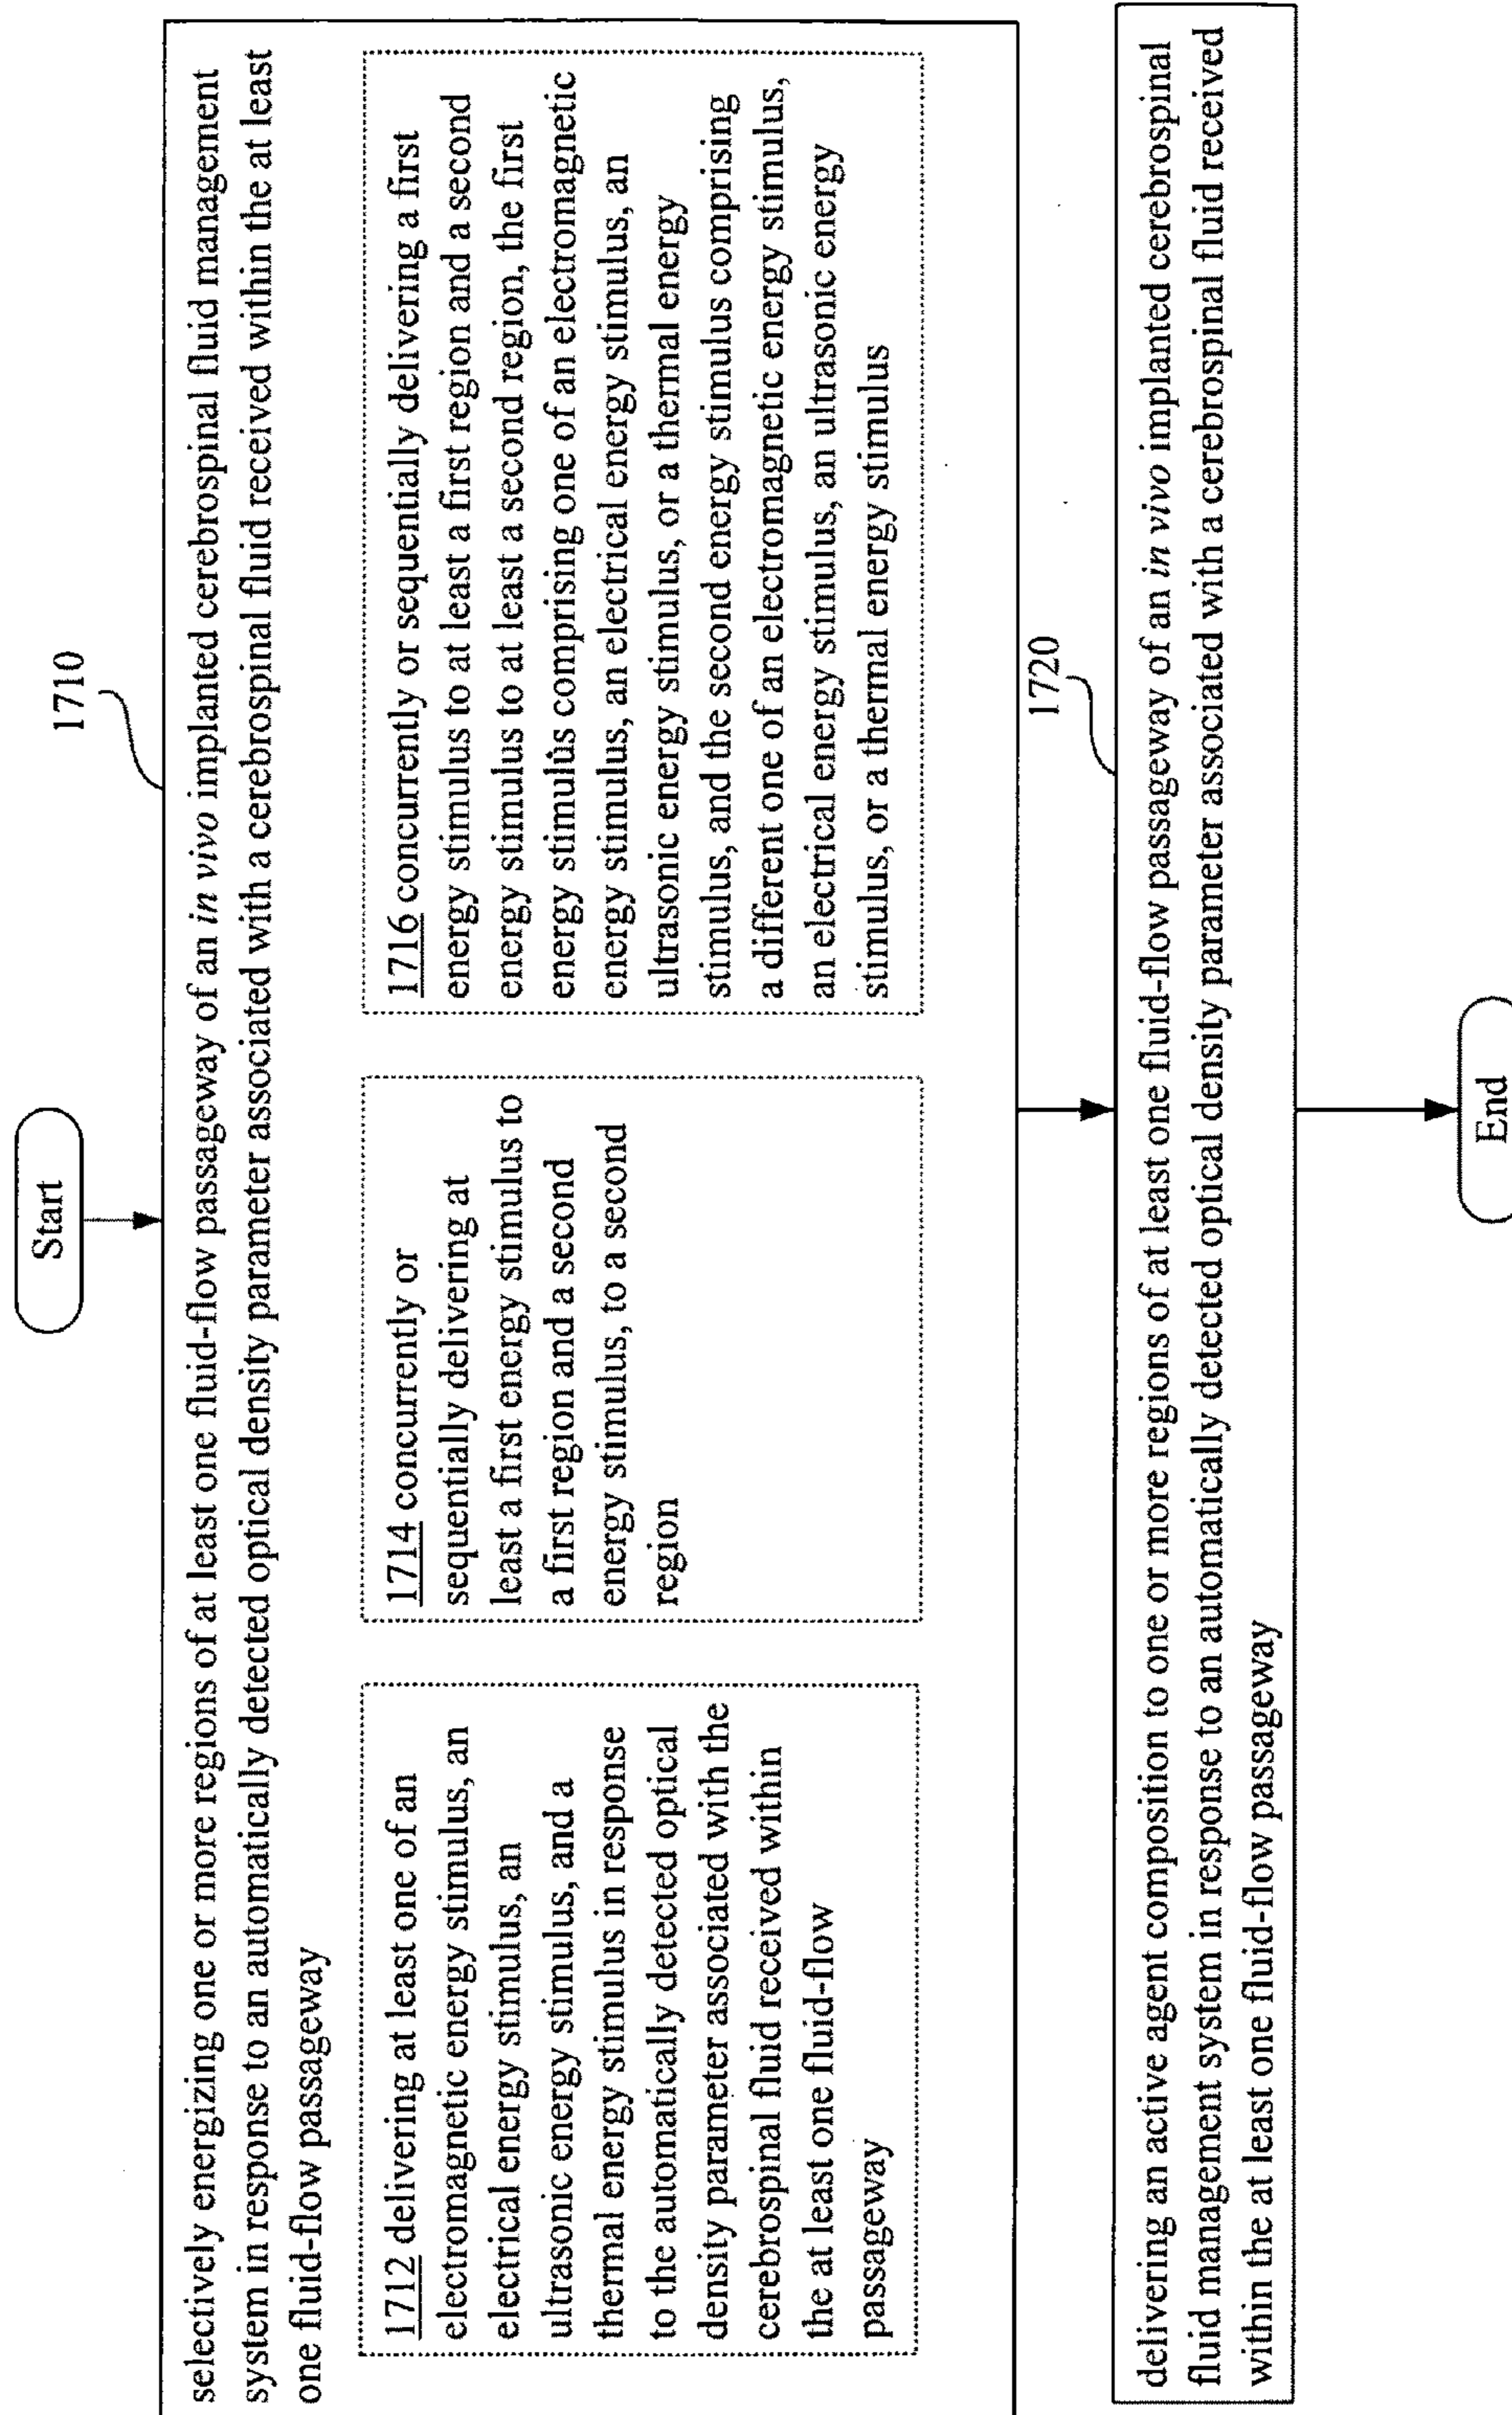 Start
1710
selectively energizing one or more regions of at least one fluid-flow passageway of an in vivo implanted cerebrospinal fluid management
system in response to an automatically detected optical density parameter associated with a cerebrospinal fluid received within the at least
one fluid-flow passageway
1712 delivering at least one of an
electromagnetic energy stimulus, an
electrical energy stimulus, an
ultrasonic energy stimulus, and a
thermal energy stimulus in response
to the automatically detected optical
density parameter associated with the
cerebrospinal fluid received within
the at least one fluid-flow
passageway
1714 concurrently or
sequentially delivering at
least a first energy stimulus to
a first region and a second
energy stimulus, to a second
region
1716 concurrently or sequentially delivering a first
energy stimulus to at least a first region and a second
energy stimulus to at least a second region, the first
energy stimulus comprising one of an electromagnetic
energy stimulus, an electrical energy stimulus, an
ultrasonic energy stimulus, or a thermal energy
stimulus, and the second energy stimulus comprising
a different one of an electromagnetic energy stimulus,
an electrical energy stimulus, an ultrasonic energy
stimulus, or a thermal energy stimulus
1720
delivering an active agent composition to one or more regions of at least one fluid-flow passageway of an in vivo implanted cerebrospinal
fluid management system in response to an automatically detected optical density parameter associated with a cerebrospinal fluid received
within the at least one fluid-flow passageway
End